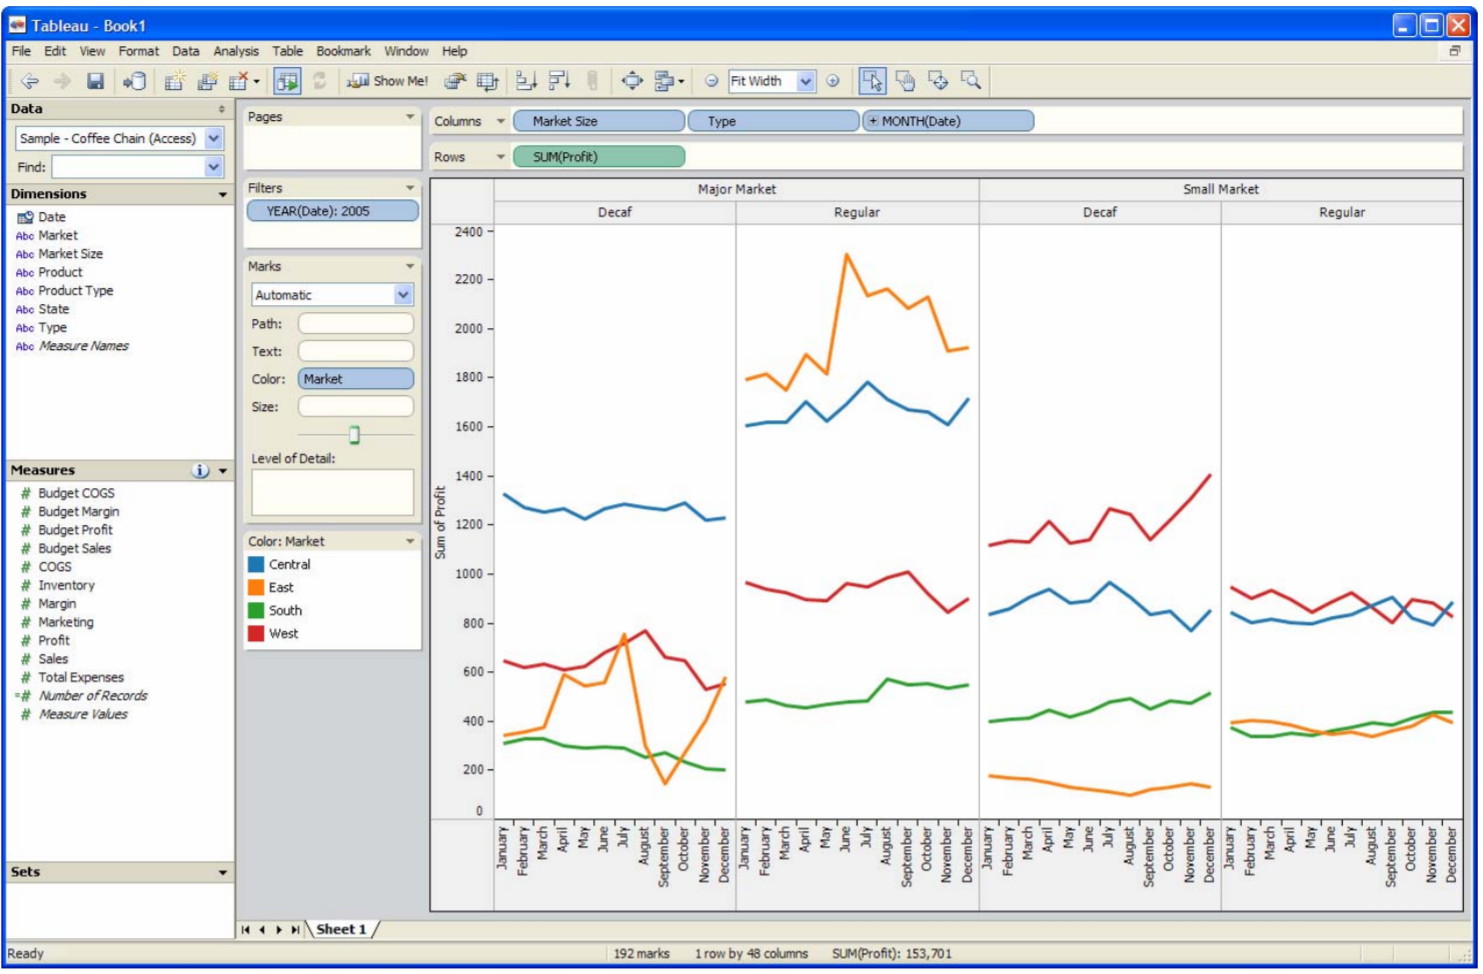 Tableau - Book1
File Edit View Format Data Analysis Table Bookmark Window Help
Show Me!
Fit Width
Data
Sample - Coffee Chain (Access)
Find:
Dimensions
Date
Abc Market
Abc Market Size
Abc Product
Abc Product Type
Abc State
Abc Type
Abc Measure Names
Measures
# Budget COGS
# Budget Margin
# Budget Profit
# Budget Sales
# COGS
# Inventory
# Margin
# Marketing
# Profit
# Sales
# Total Expenses
=# Number of Records
# Measure Values
Sets
Pages
Filters
YEAR(Date): 2005
Marks
Automatic
Path:
Text:
Color: Market
Size:
Level of Detail:
Color: Market
Central
East
South
West
Columns Market Size Type MONTH(Date)
Rows SUM(Profit)
Major Market Small Market
Decaf Regular Decaf Regular
Sum of Profit
2400
2200
2000
1800
1600
1400
1200
1000
800
600
400
200
0
January February March April May June July August September October November December
January February March April May June July August September October November December
January February March April May June July August September October November December
January February March April May June July August September October November December
Sheet 1
Ready 192 marks 1 row by 48 columns SUM(Profit): 153,701